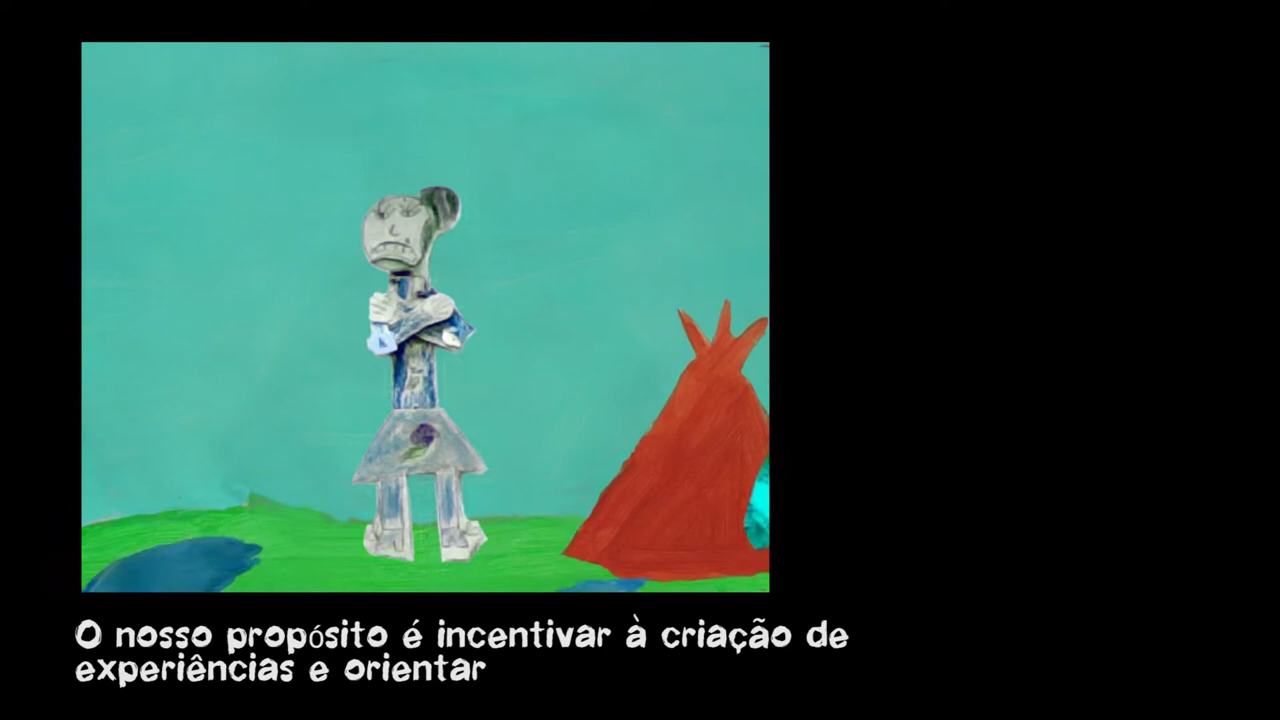 O nosso propósito é incentivar à criação de
experiências e orientar